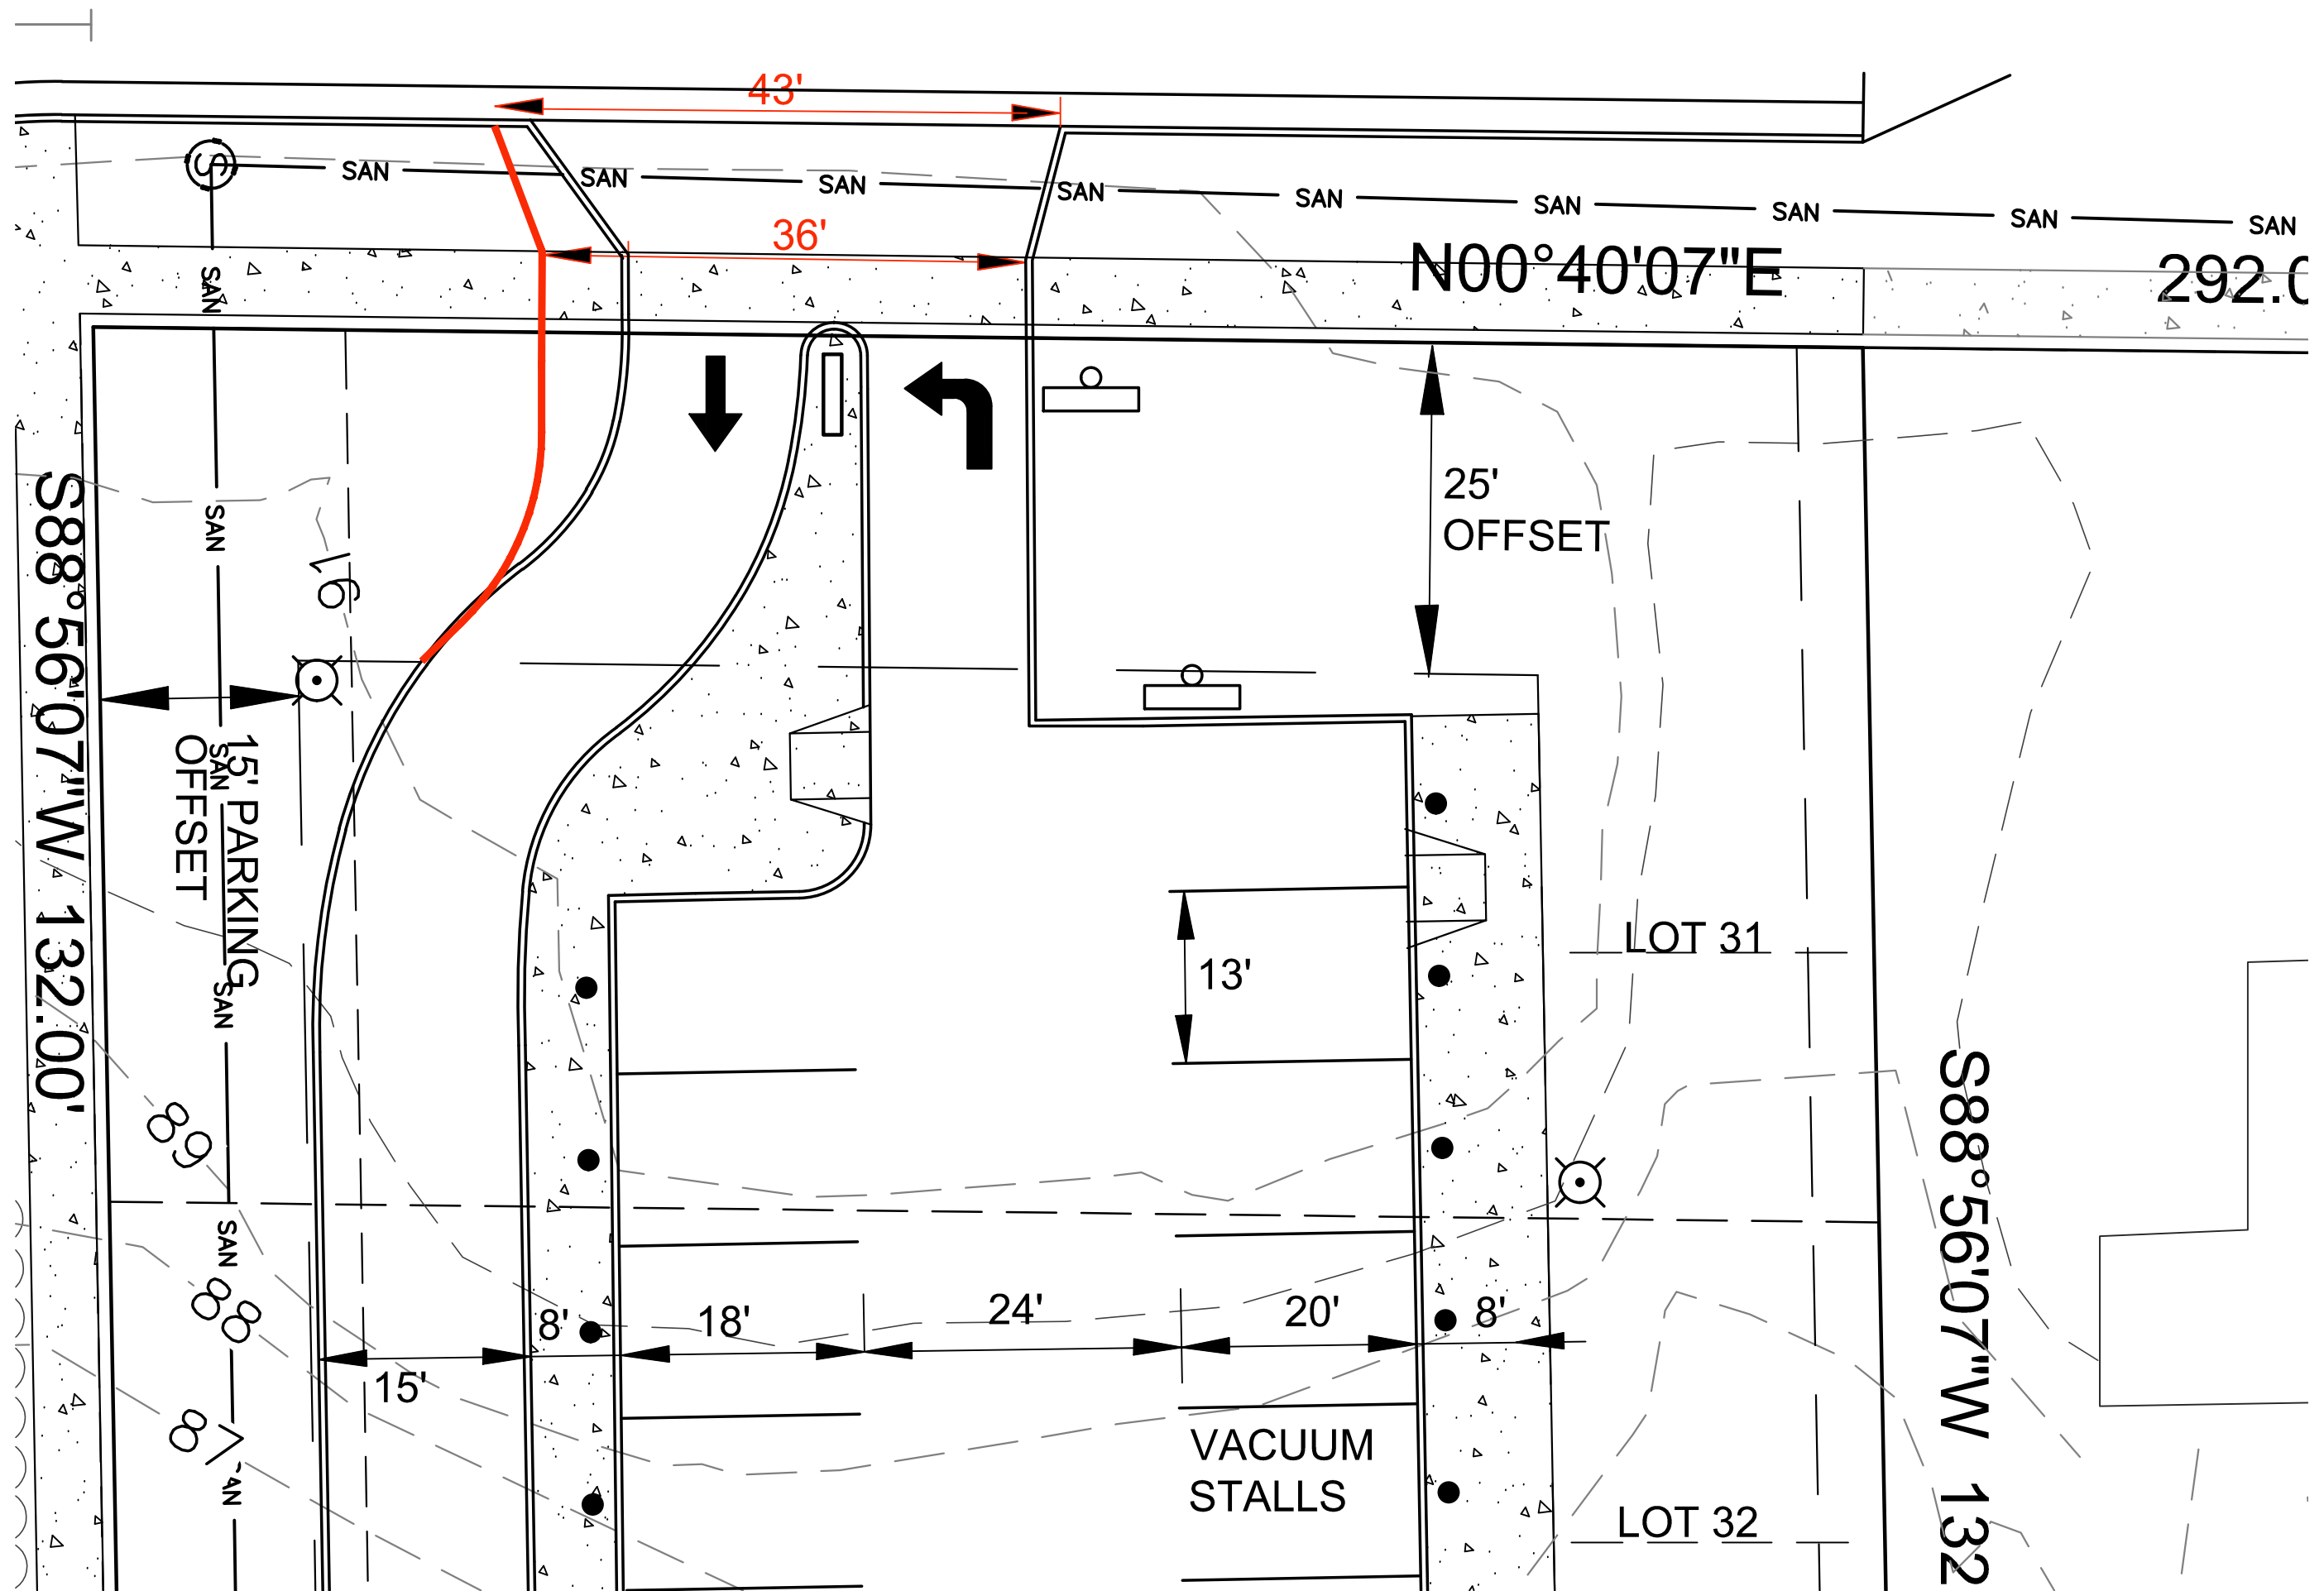 43'
SAN SAN SAN SAN SAN SAN SAN SAN SAN
S
36'
N00°40'07"E
292.0
SAN
25'
OFFSET
S88°56'07"W 132.00'
SAN
91
15' PARKING
OFFSET
SAN
LOT 31
13'
SAN
S88°56'07"W 132
89
SAN
88
8'
18'
24'
20'
8'
15'
87
VACUUM
STALLS
LOT 32